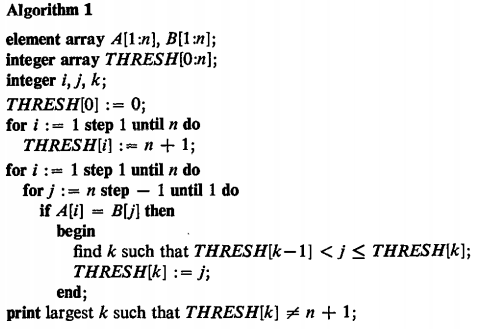 Algorithm 1
element array A[1:n], B[1:n];
integer array THRESH[0:n];
integer i, j, k;
THRESH[0] := 0;
for i := 1 step 1 until n do
THRESH[i] := n + 1;
for i := 1 step 1 until n do
for j := n step − 1 until 1 do
if A[i] = B[j] then
begin
find k such that THRESH[k−1] < j ≤ THRESH[k];
THRESH[k] := j;
end;
print largest k such that THRESH[k] ≠ n + 1;